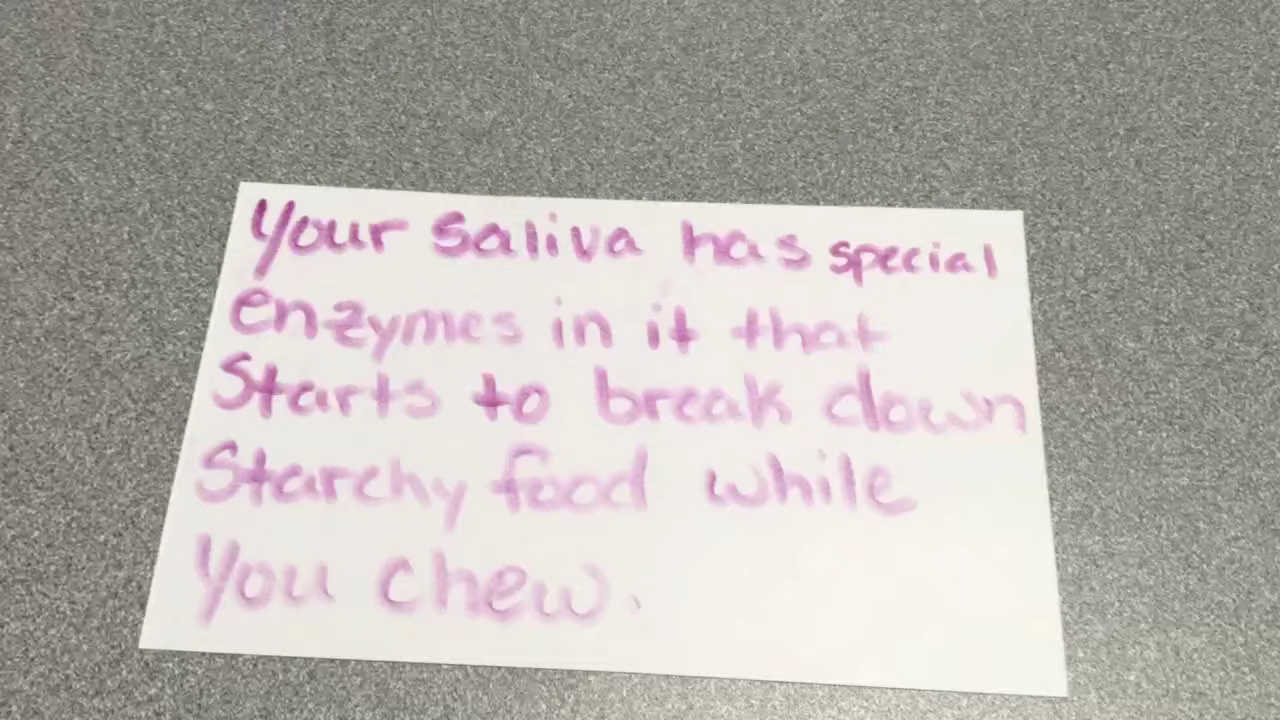 Your saliva has special
enzymes in it that
Starts to break down
Starchy food while
you chew.